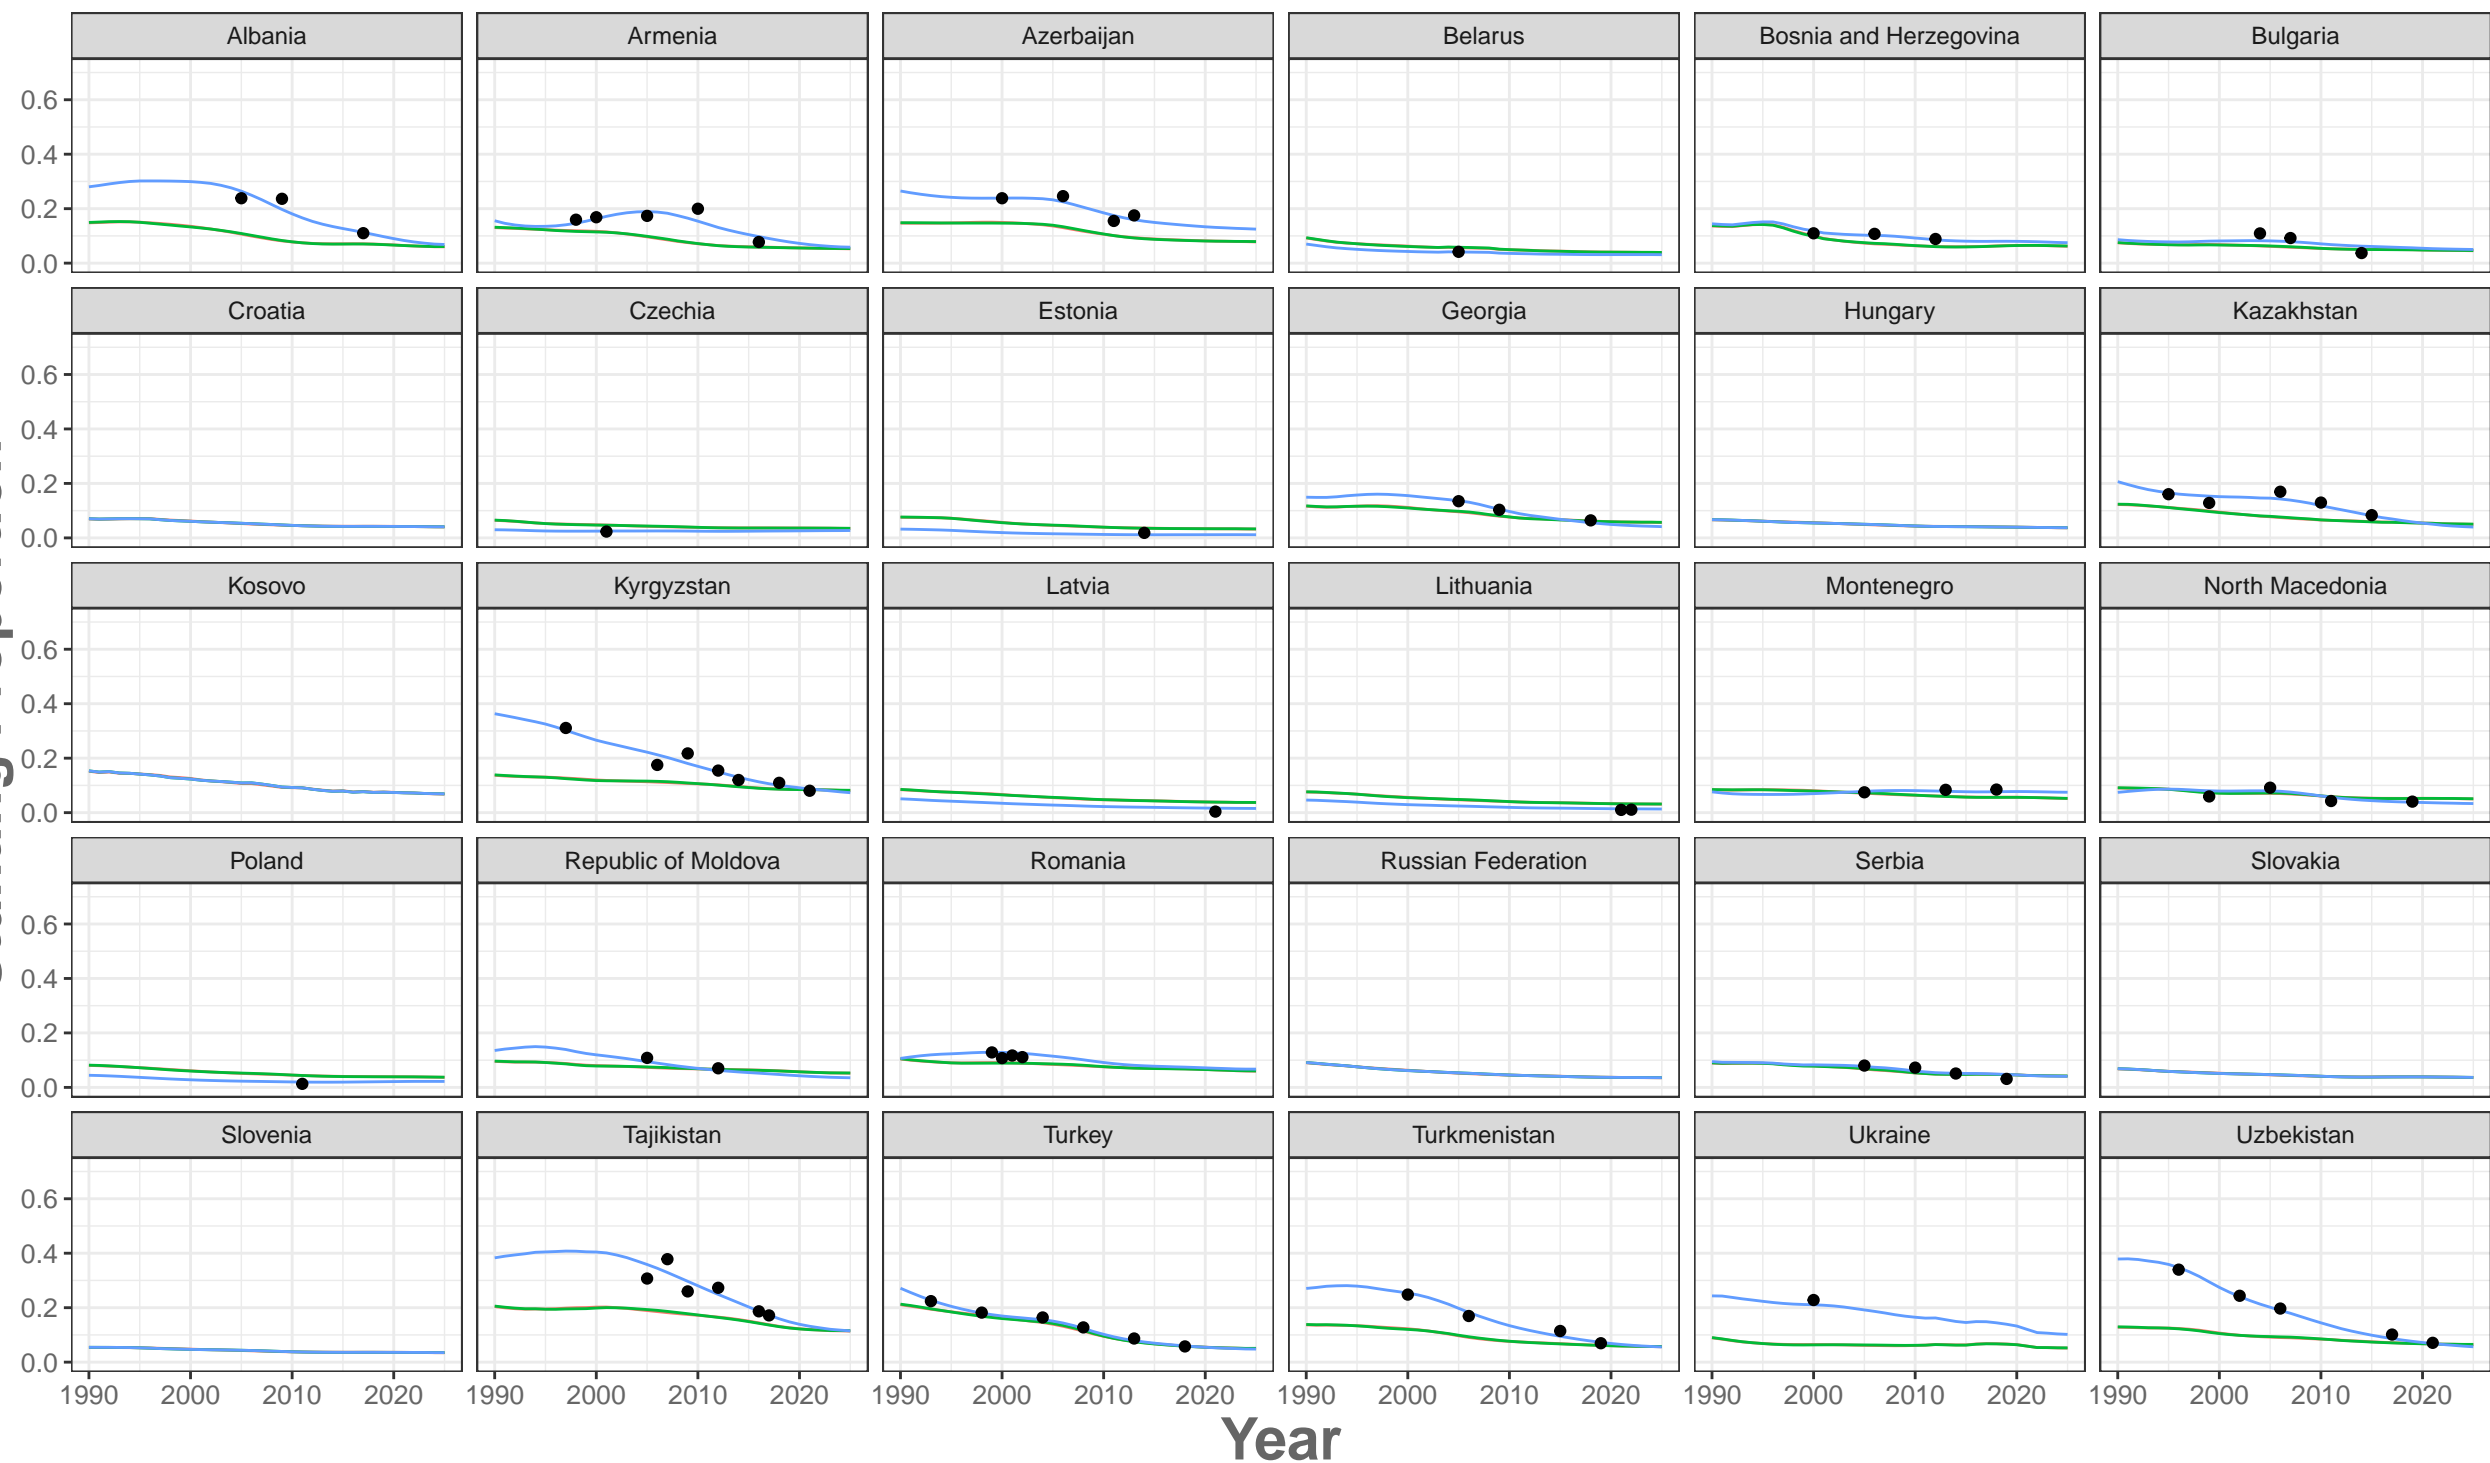 Albania Armenia Azerbaijan Belarus Bosnia and Herzegovina Bulgaria
0.6
0.4
0.2
0.0
Croatia Czechia Estonia Georgia Hungary Kazakhstan
0.6
0.4
0.2
0.0
Kosovo Kyrgyzstan Latvia Lithuania Montenegro North Macedonia
0.6
0.4
0.2
0.0
Poland Republic of Moldova Romania Russian Federation Serbia Slovakia
0.6
0.4
0.2
0.0
Slovenia Tajikistan Turkey Turkmenistan Ukraine Uzbekistan
0.6
0.4
0.2
0.0
1990 2000 2010 2020 1990 2000 2010 2020 1990 2000 2010 2020 1990 2000 2010 2020 1990 2000 2010 2020 1990 2000 2010 2020
Year